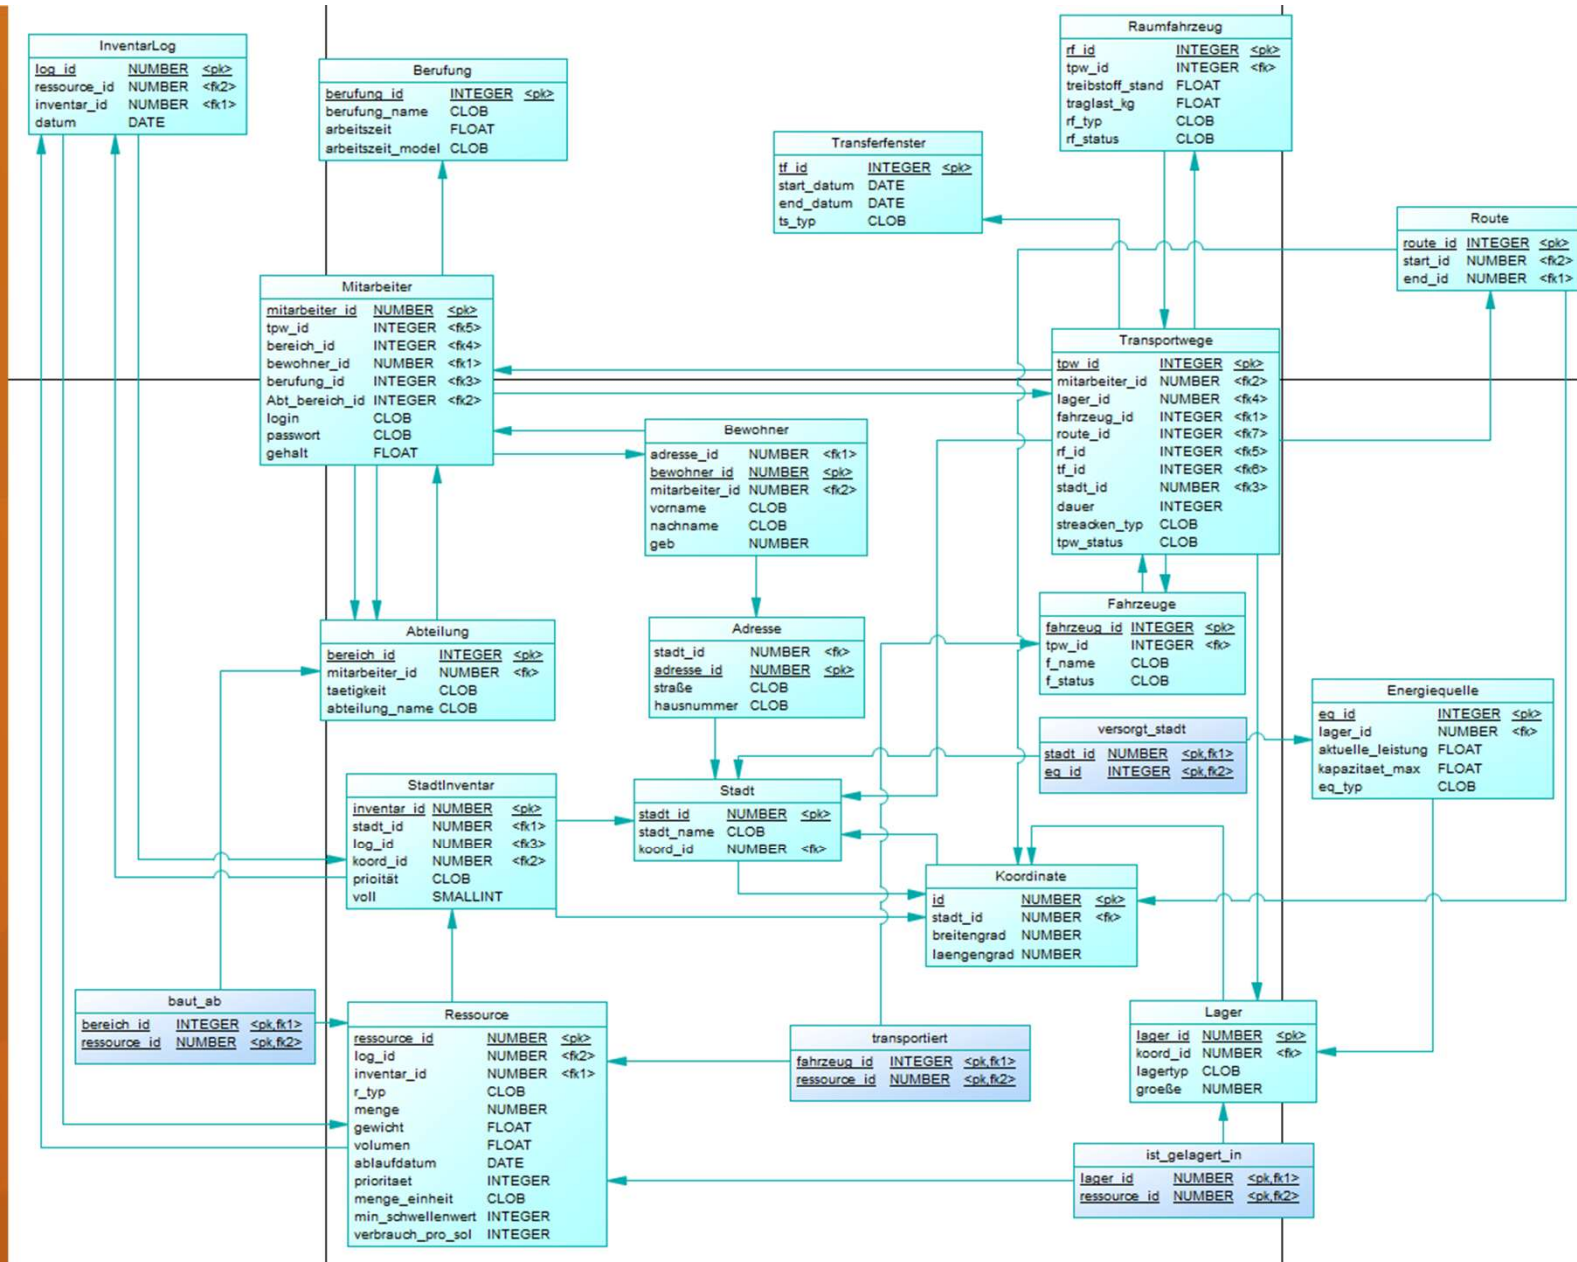 InventarLog
log_id NUMBER <pk>
ressource_id NUMBER <fk2>
inventar_id NUMBER <fk1>
datum DATE
Berufung
berufung_id INTEGER <pk>
berufung_name CLOB
arbeitszeit FLOAT
arbeitszeit_model CLOB
Raumfahrzeug
rf_id INTEGER <pk>
tpw_id INTEGER <fk>
treibstoff_stand FLOAT
traglast_kg FLOAT
rf_typ CLOB
rf_status CLOB
Transferfenster
tf_id INTEGER <pk>
start_datum DATE
end_datum DATE
ts_typ CLOB
Route
route_id INTEGER <pk>
start_id NUMBER <fk2>
end_id NUMBER <fk1>
Mitarbeiter
mitarbeiter_id NUMBER <pk>
tpw_id INTEGER <fk5>
bereich_id INTEGER <fk4>
bewohner_id NUMBER <fk1>
berufung_id INTEGER <fk3>
Abt_bereich_id INTEGER <fk2>
login CLOB
passwort CLOB
gehalt FLOAT
Transportwege
tpw_id INTEGER <pk>
mitarbeiter_id NUMBER <fk2>
lager_id NUMBER <fk4>
fahrzeug_id INTEGER <fk1>
route_id INTEGER <fk7>
rf_id INTEGER <fk5>
tf_id INTEGER <fk6>
stadt_id NUMBER <fk3>
dauer INTEGER
streacken_typ CLOB
tpw_status CLOB
Bewohner
adresse_id NUMBER <fk1>
bewohner_id NUMBER <pk>
mitarbeiter_id NUMBER <fk2>
vorname CLOB
nachname CLOB
geb NUMBER
Abteilung
bereich_id INTEGER <pk>
mitarbeiter_id NUMBER <fk>
taetigkeit CLOB
abteilung_name CLOB
Adresse
stadt_id NUMBER <fk>
adresse_id NUMBER <pk>
straße CLOB
hausnummer CLOB
Fahrzeuge
fahrzeug_id INTEGER <pk>
tpw_id INTEGER <fk>
f_name CLOB
f_status CLOB
Energiequelle
eq_id INTEGER <pk>
lager_id NUMBER <fk>
aktuelle_leistung FLOAT
kapazitaet_max FLOAT
eq_typ CLOB
versorgt_stadt
stadt_id NUMBER <pk,fk1>
eq_id INTEGER <pk,fk2>
StadtInventar
inventar_id NUMBER <pk>
stadt_id NUMBER <fk1>
log_id NUMBER <fk3>
koord_id NUMBER <fk2>
prioität CLOB
voll SMALLINT
Stadt
stadt_id NUMBER <pk>
stadt_name CLOB
koord_id NUMBER <fk>
Koordinate
id NUMBER <pk>
stadt_id NUMBER <fk>
breitengrad NUMBER
laengengrad NUMBER
baut_ab
bereich_id INTEGER <pk,fk1>
ressource_id NUMBER <pk,fk2>
Ressource
ressource_id NUMBER <pk>
log_id NUMBER <fk2>
inventar_id NUMBER <fk1>
r_typ CLOB
menge NUMBER
gewicht FLOAT
volumen FLOAT
ablaufdatum DATE
prioritaet INTEGER
menge_einheit CLOB
min_schwellenwert INTEGER
verbrauch_pro_sol INTEGER
transportiert
fahrzeug_id INTEGER <pk,fk1>
ressource_id NUMBER <pk,fk2>
Lager
lager_id NUMBER <pk>
koord_id NUMBER <fk>
lagertyp CLOB
groeße NUMBER
ist_gelagert_in
lager_id NUMBER <pk,fk1>
ressource_id NUMBER <pk,fk2>